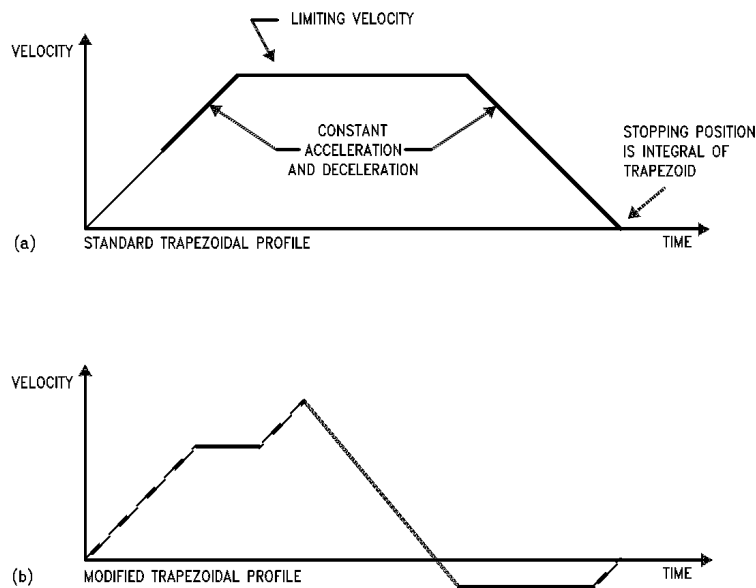 LIMITING VELOCITY
VELOCITY
CONSTANT
ACCELERATION
AND DECELERATION
STOPPING POSITION
IS INTEGRAL OF
TRAPEZOID
(a)
STANDARD TRAPEZOIDAL PROFILE
TIME
VELOCITY
(b)
MODIFIED TRAPEZOIDAL PROFILE
TIME